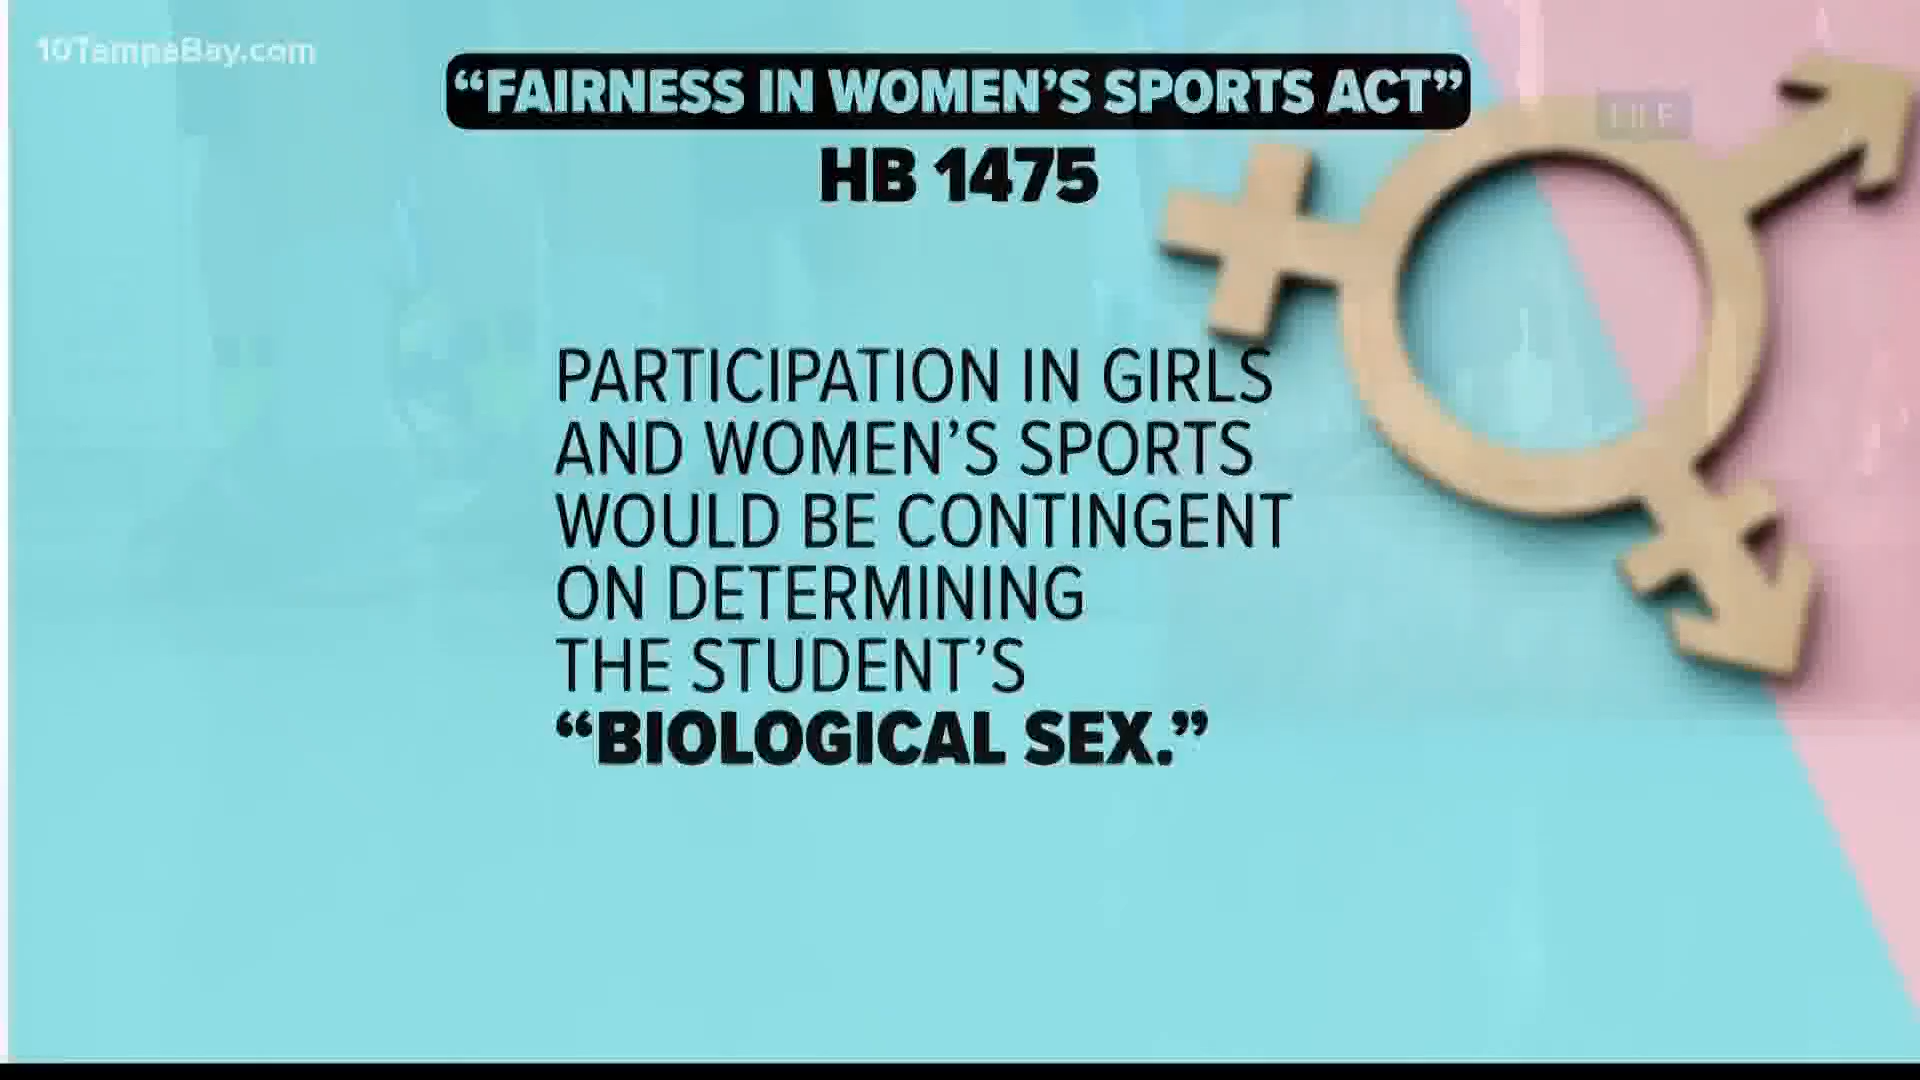 10TampaBay.com
“FAIRNESS IN WOMEN’S SPORTS ACT”
HB 1475
PARTICIPATION IN GIRLS
AND WOMEN’S SPORTS
WOULD BE CONTINGENT
ON DETERMINING
THE STUDENT’S
“BIOLOGICAL SEX.”